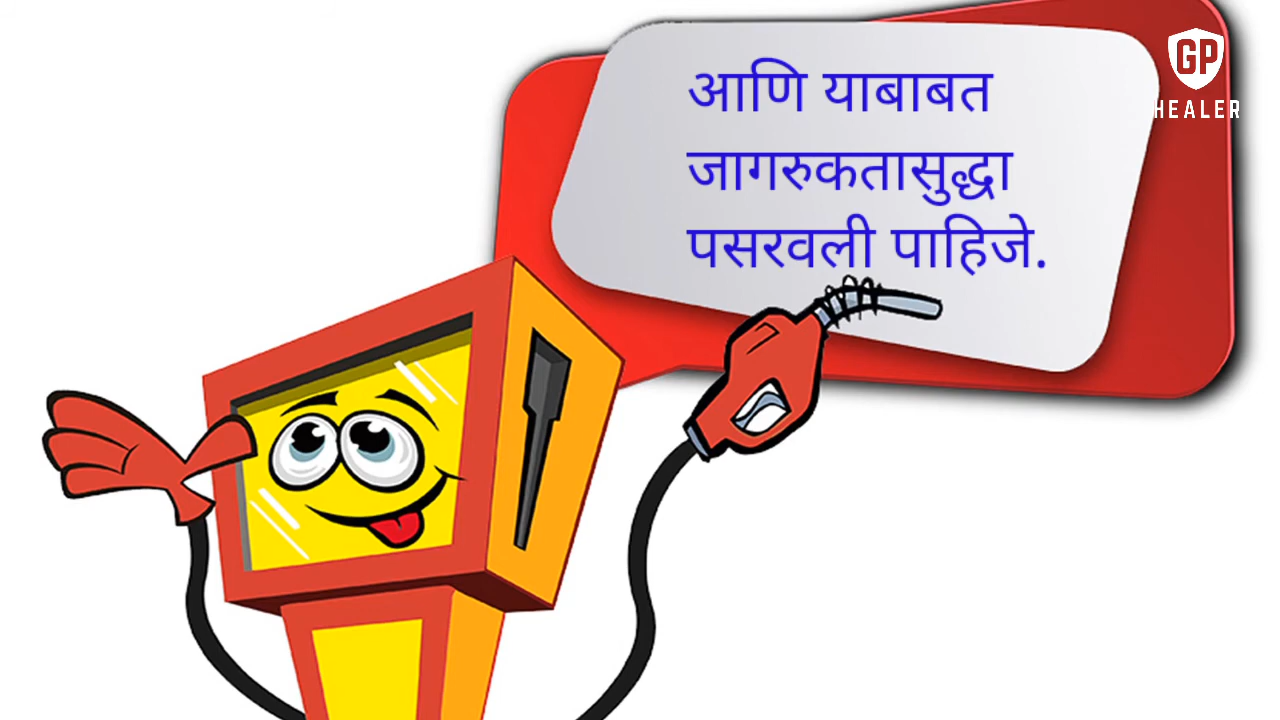 आणि याबाबत
जागरुकतासुद्धा
पसरवली पाहिजे.
GP
HEALER